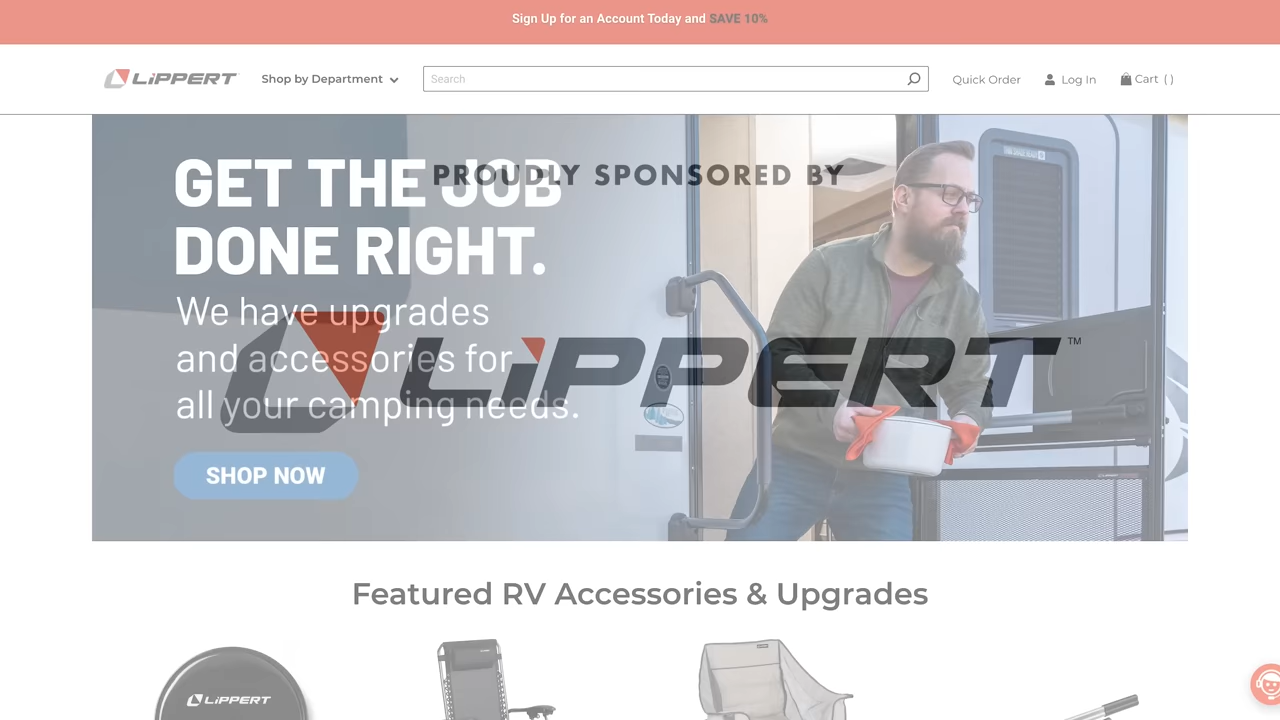 Sign Up for an Account Today and SAVE 10%
LiPPERT
Shop by Department
Search
Quick Order
Log In
Cart ( )
GET THE JOB
DONE RIGHT.
PROUDLY SPONSORED BY
We have upgrades
and accessories for
all your camping needs.
LiPPERT™
SHOP NOW
Featured RV Accessories & Upgrades
LiPPERT